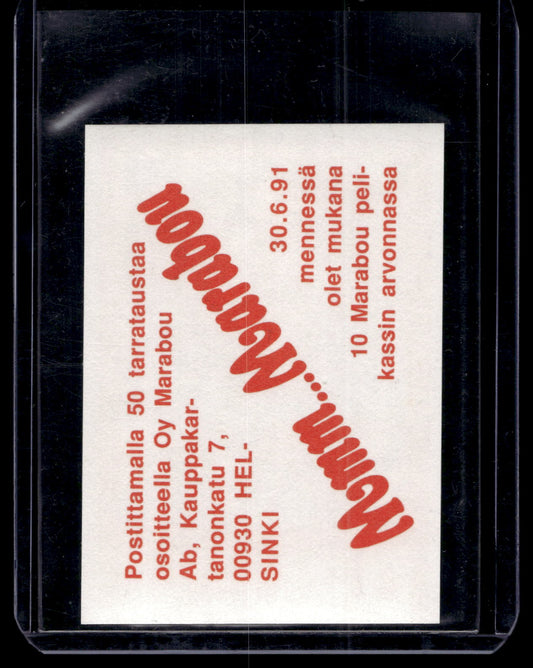 Postittamalla 50 tarrataustaa
osoitteella Oy Marabou
Ab, Kauppakar-
tanonkatu 7,
00930 HEL-
SINKI
Mmmm....Marabou
30.6.91
mennessä
olet mukana
10 Marabou peli-
kassin arvonnassa